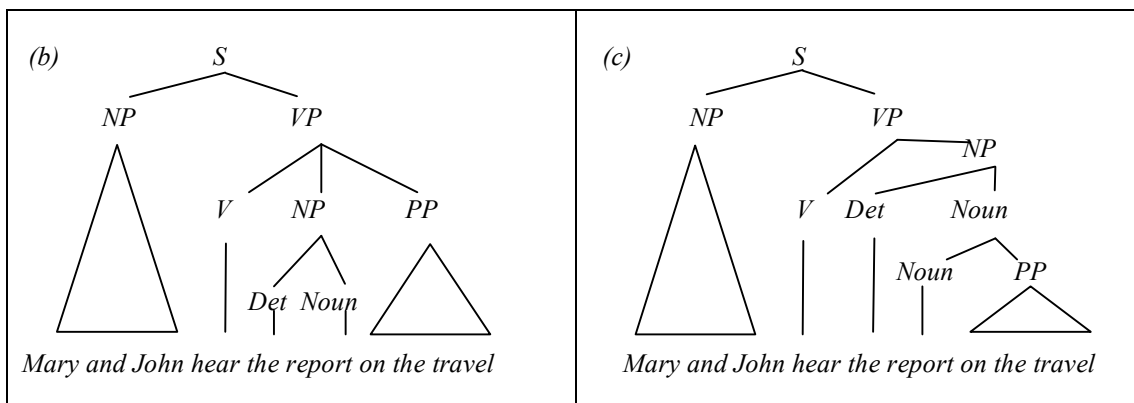 (b)
S
NP VP
V NP PP
Det Noun
Mary and John hear the report on the travel
(c)
S
NP VP
NP
V Det Noun
Noun PP
Mary and John hear the report on the travel